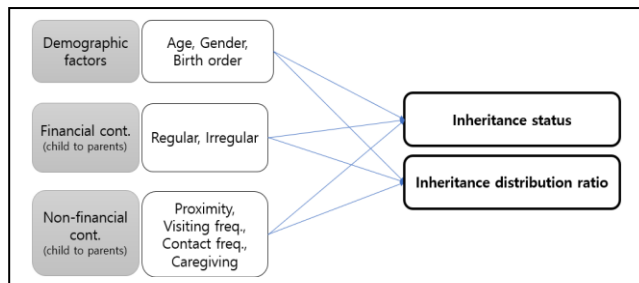 Demographic
factors
Age, Gender,
Birth order
Financial cont.
(child to parents)
Regular, Irregular
Non-financial
cont.
(child to parents)
Proximity,
Visiting freq.,
Contact freq.,
Caregiving
Inheritance status
Inheritance distribution ratio